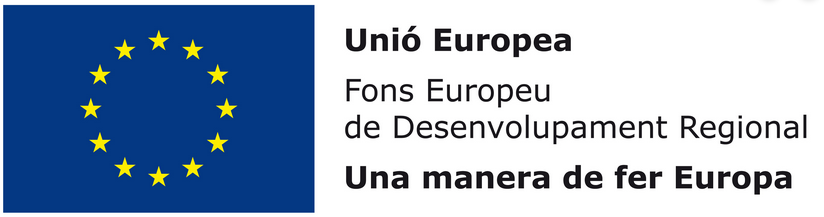 Unió Europea
Fons Europeu
de Desenvolupament Regional
Una manera de fer Europa